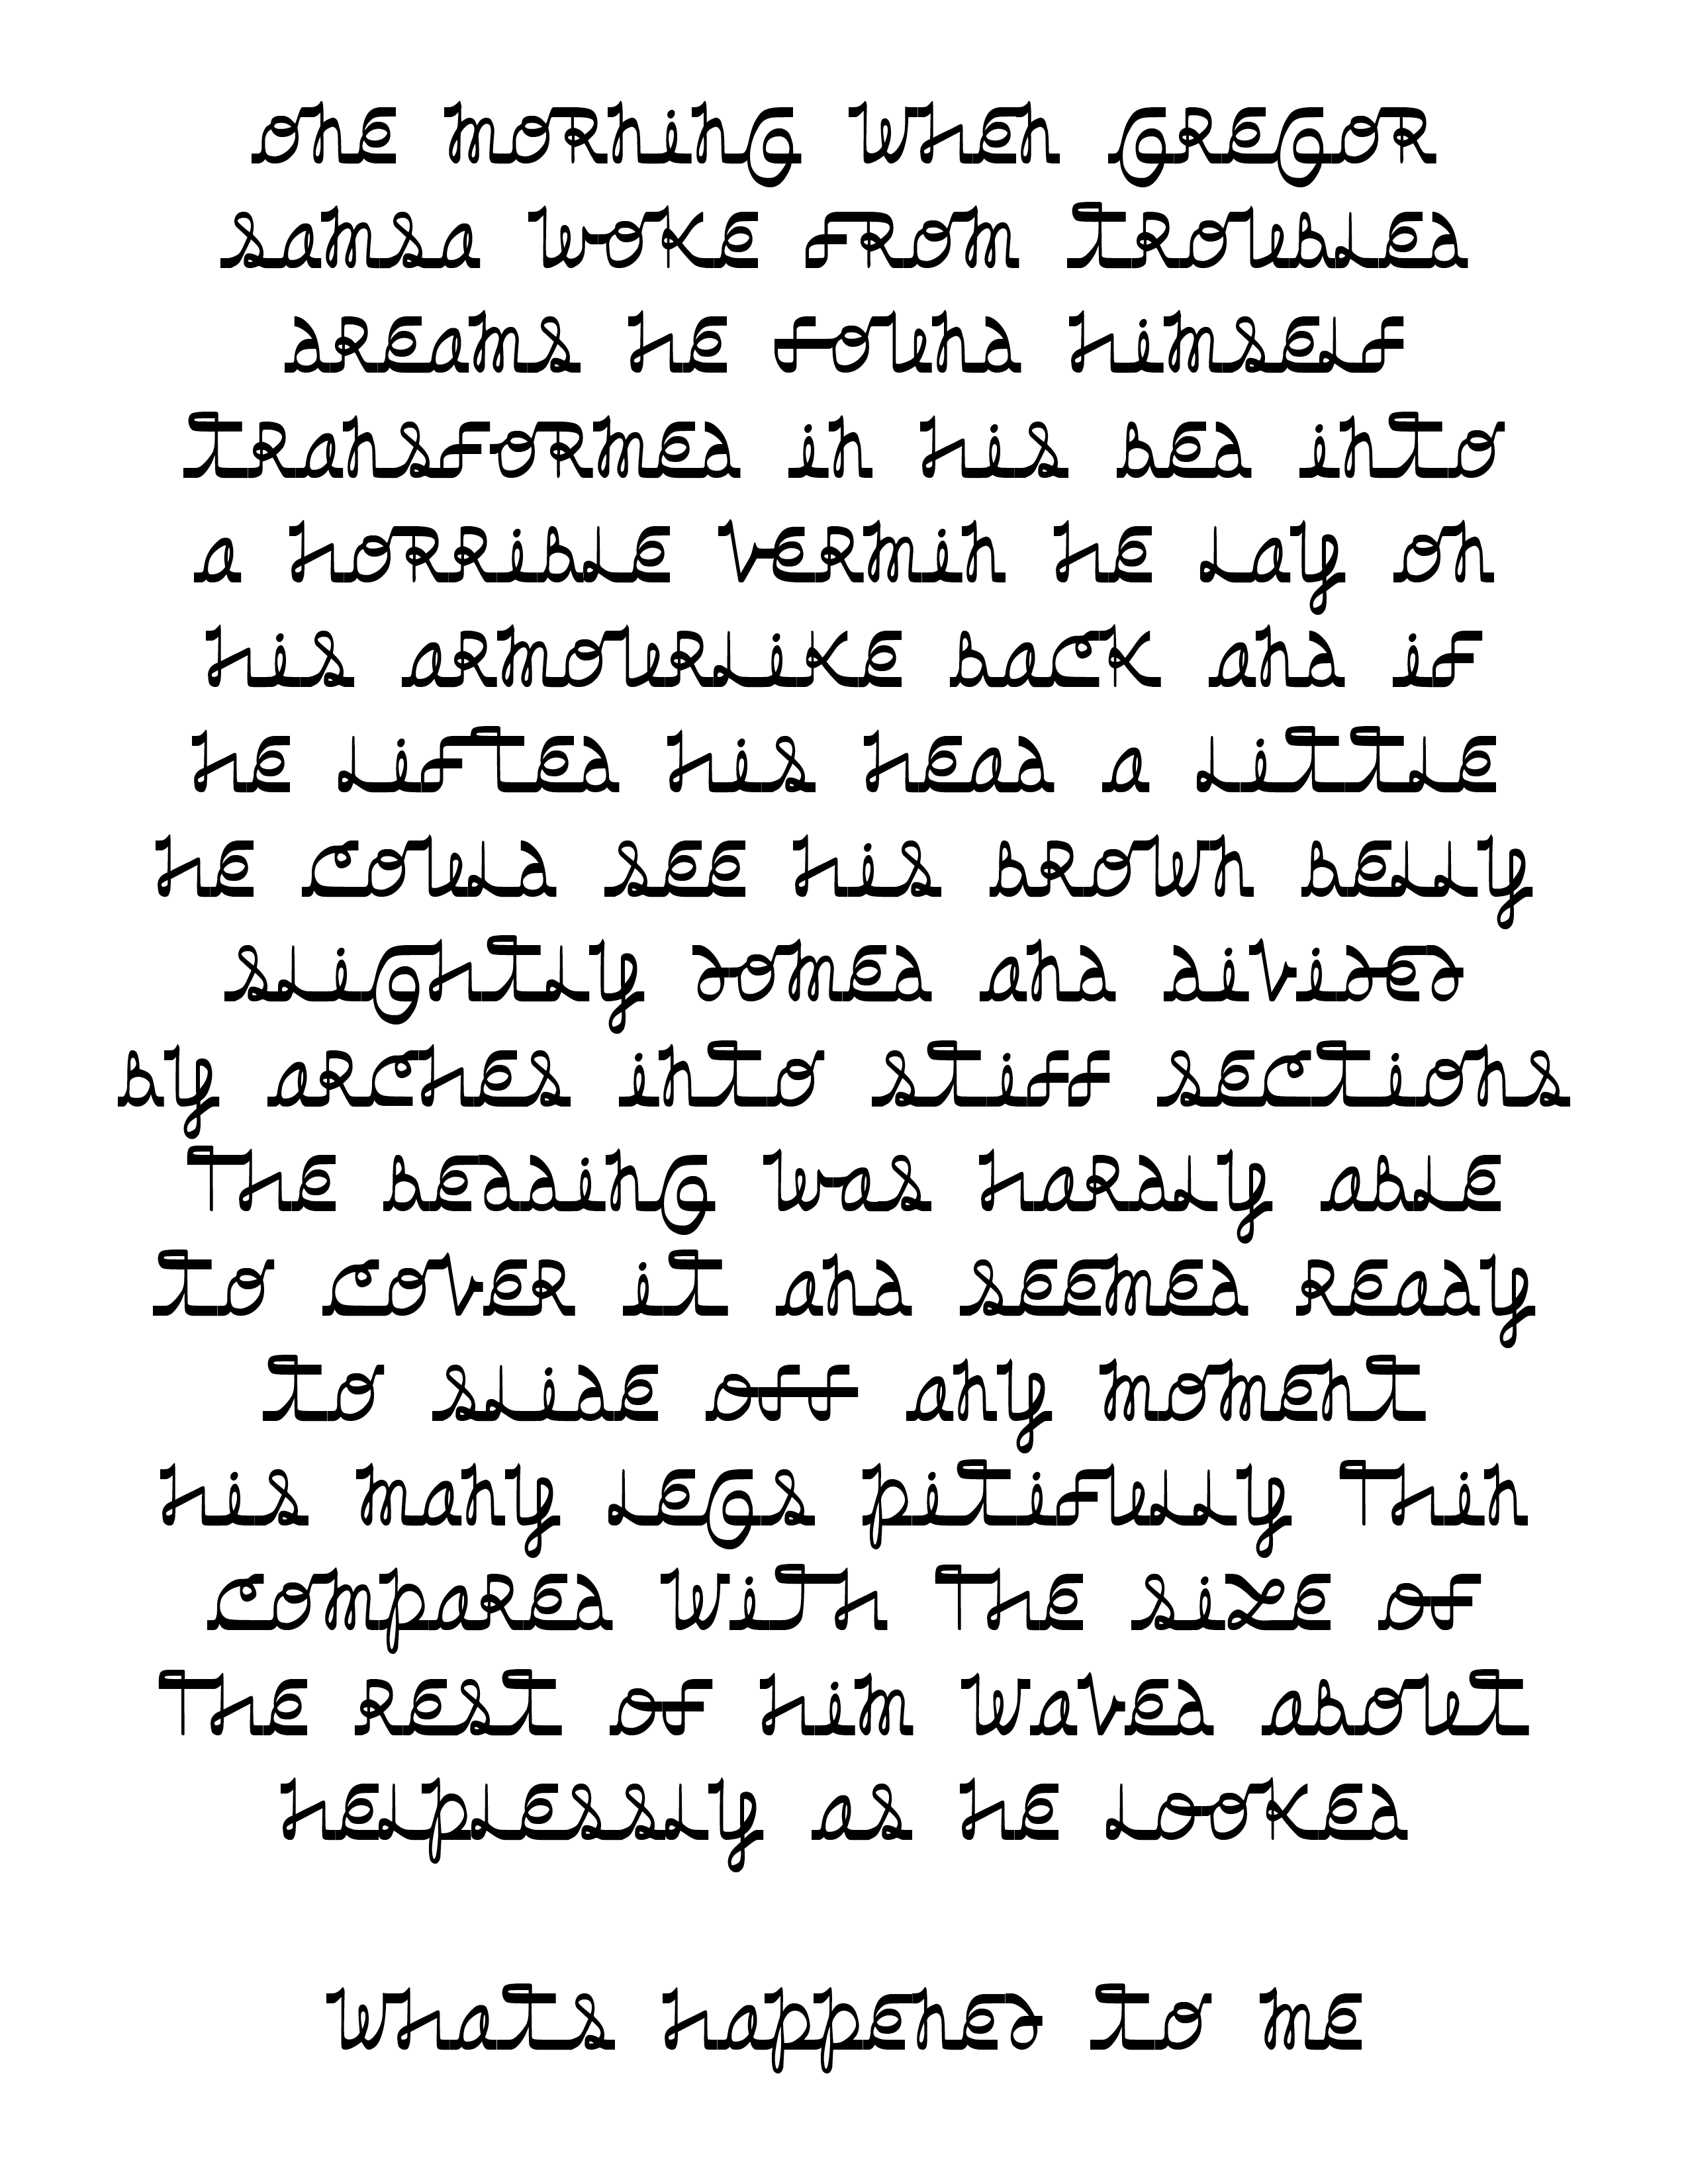 one morning when gregor
samsa woke from troubled
dreams he found himself
transformed in his bed into
a horrible vermin he lay on
his armourlike back and if
he lifted his head a little
he could see his brown belly
slightly domed and divided
by arches into stiff sections
the bedding was hardly able
to cover it and seemed ready
to slide off any moment
his many legs pitifully thin
compared with the size of
the rest of him waved about
helplessly as he looked
whats happened to me